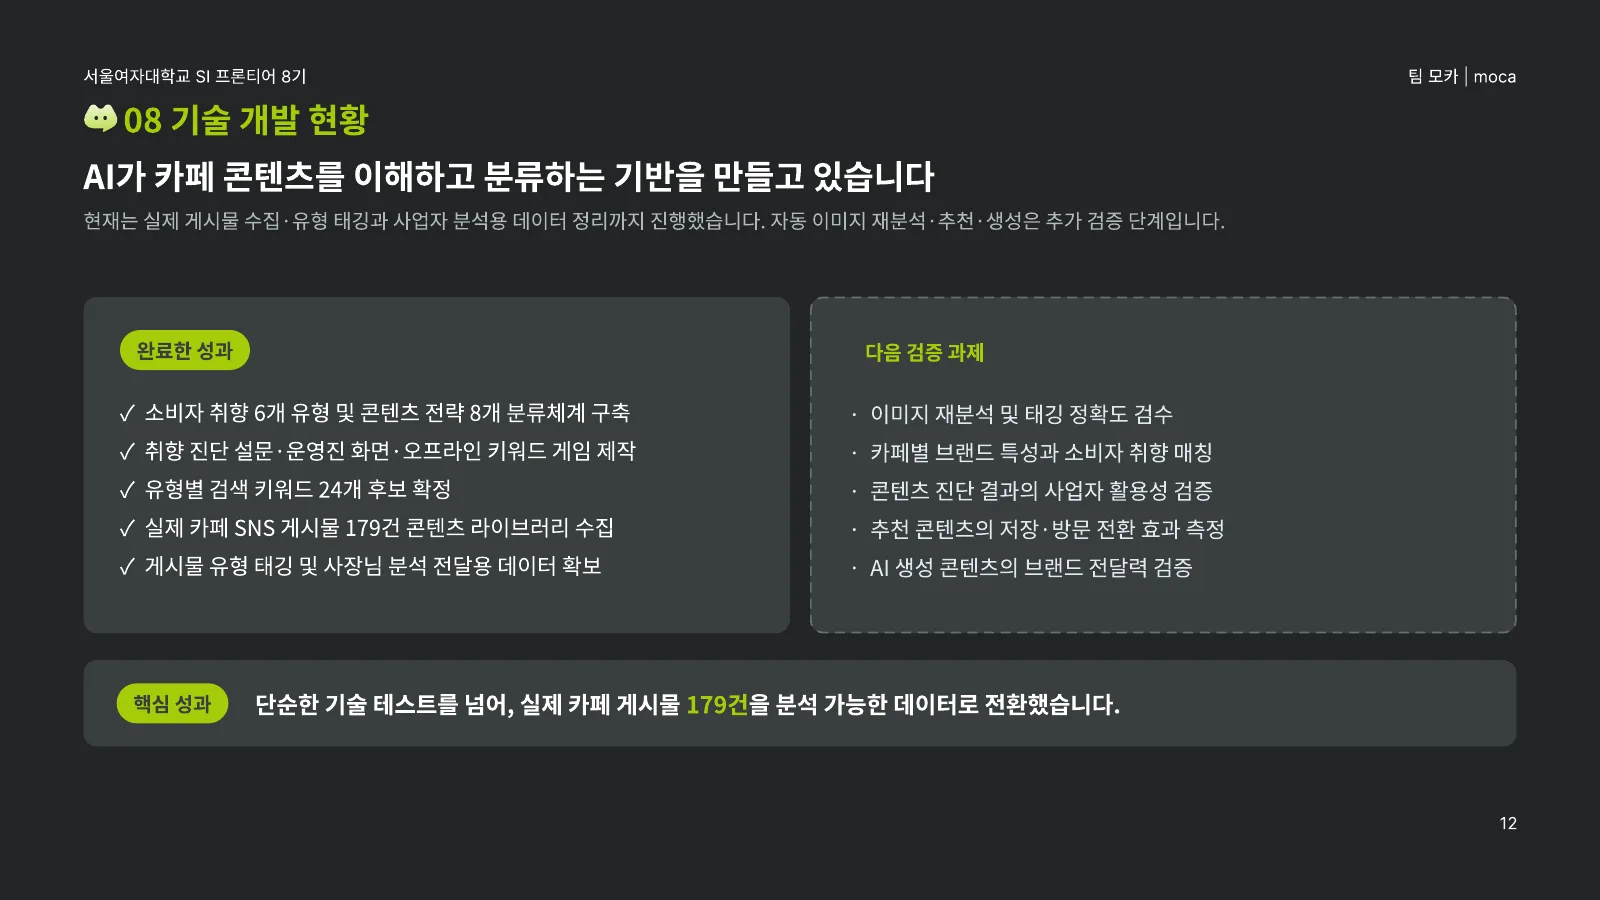 서울여자대학교 SI 프론티어 8기
팀 모카 | moca
08 기술 개발 현황
AI가 카페 콘텐츠를 이해하고 분류하는 기반을 만들고 있습니다
현재는 실제 게시물 수집·유형 태깅과 사업자 분석용 데이터 정리까지 진행했습니다. 자동 이미지 재분석·추천·생성은 추가 검증 단계입니다.
완료한 성과
✓ 소비자 취향 6개 유형 및 콘텐츠 전략 8개 분류체계 구축
✓ 취향 진단 설문·운영진 화면·오프라인 키워드 게임 제작
✓ 유형별 검색 키워드 24개 후보 확정
✓ 실제 카페 SNS 게시물 179건 콘텐츠 라이브러리 수집
✓ 게시물 유형 태깅 및 사장님 분석 전달용 데이터 확보
다음 검증 과제
· 이미지 재분석 및 태깅 정확도 검수
· 카페별 브랜드 특성과 소비자 취향 매칭
· 콘텐츠 진단 결과의 사업자 활용성 검증
· 추천 콘텐츠의 저장·방문 전환 효과 측정
· AI 생성 콘텐츠의 브랜드 전달력 검증
핵심 성과
단순한 기술 테스트를 넘어, 실제 카페 게시물 179건을 분석 가능한 데이터로 전환했습니다.
12